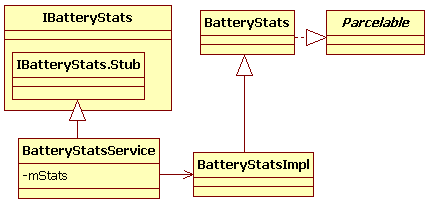 IBatteryStats
BatteryStats
Parcelable
IBatteryStats.Stub
BatteryStatsService
-mStats
BatteryStatsImpl